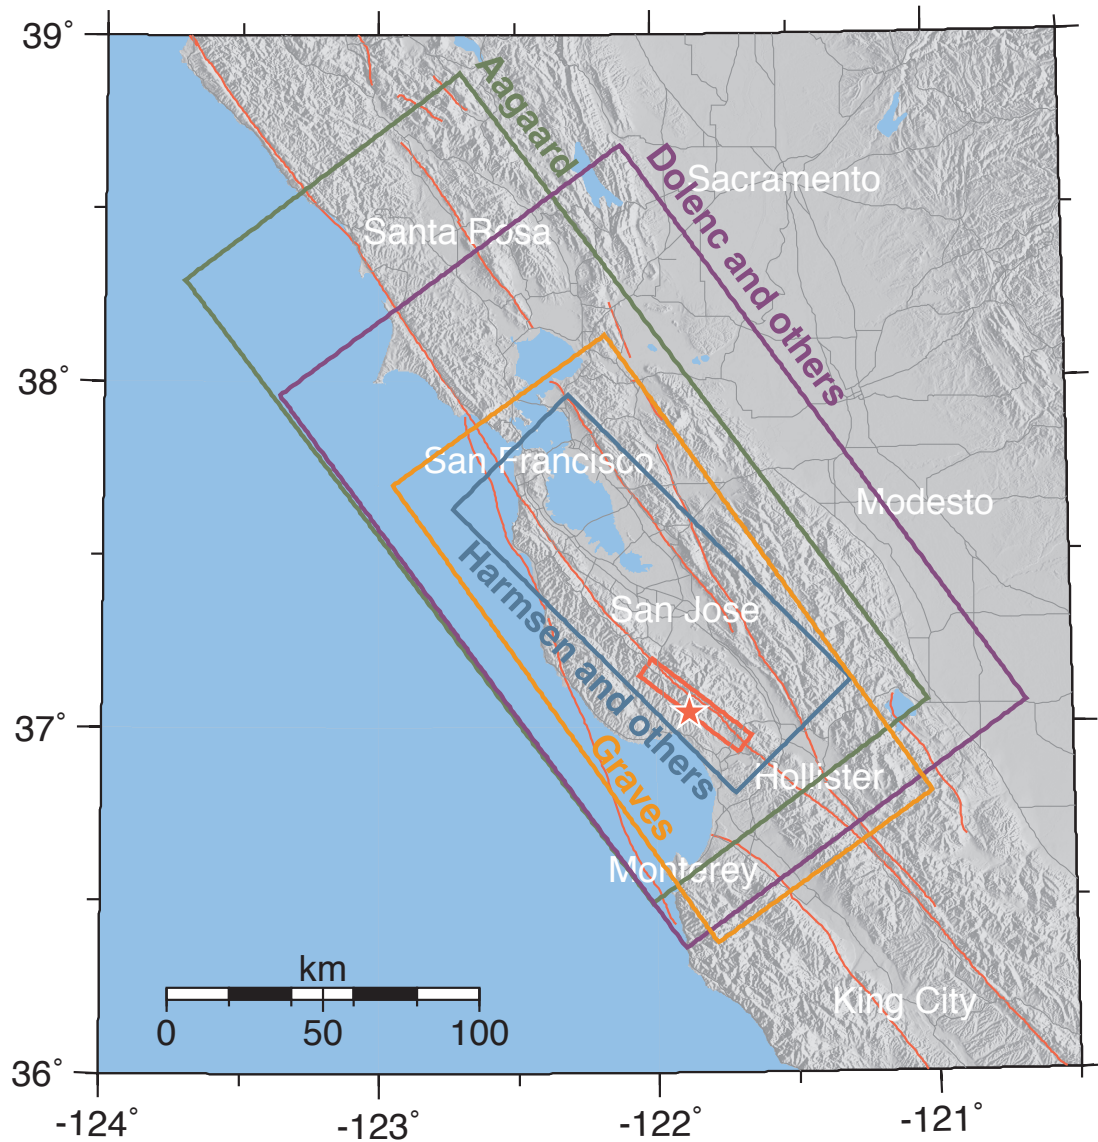 39°
Aagaard
Dolenc and others
Sacramento
Santa Rosa
38°
San Francisco
Modesto
Harmsen and others
San Jose
37°
Graves
Hollister
Monterey
km
0 50 100
King City
36°
-124° -123° -122° -121°